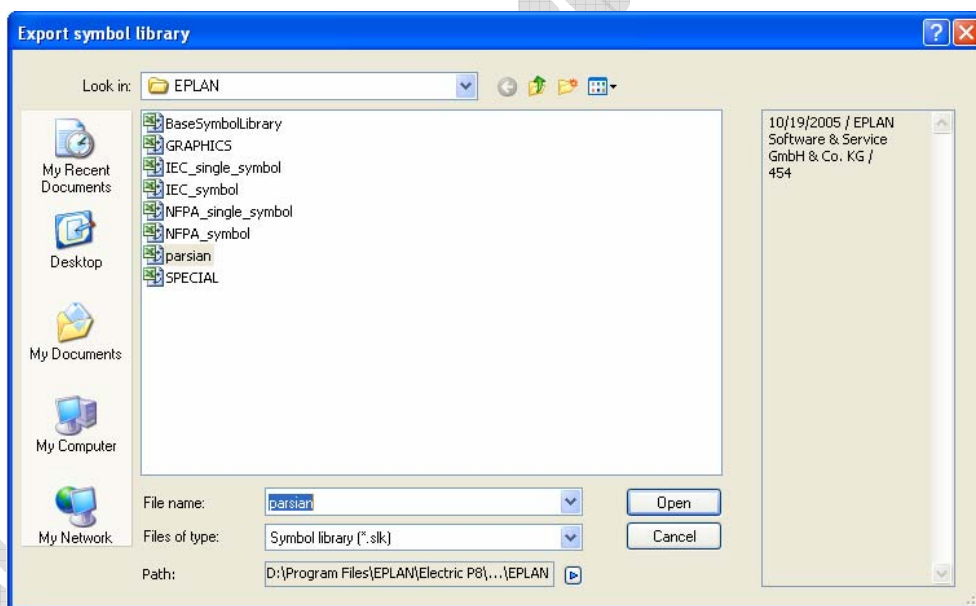 Export symbol library
Look in:
EPLAN
My Recent
Documents
Desktop
My Documents
My Computer
My Network
BaseSymbolLibrary
GRAPHICS
IEC_single_symbol
IEC_symbol
NFPA_single_symbol
NFPA_symbol
parsian
SPECIAL
10/19/2005 / EPLAN
Software & Service
GmbH & Co. KG /
454
File name:
parsian
Open
Files of type:
Symbol library (*.slk)
Cancel
Path:
D:\Program Files\EPLAN\Electric P8\...\EPLAN